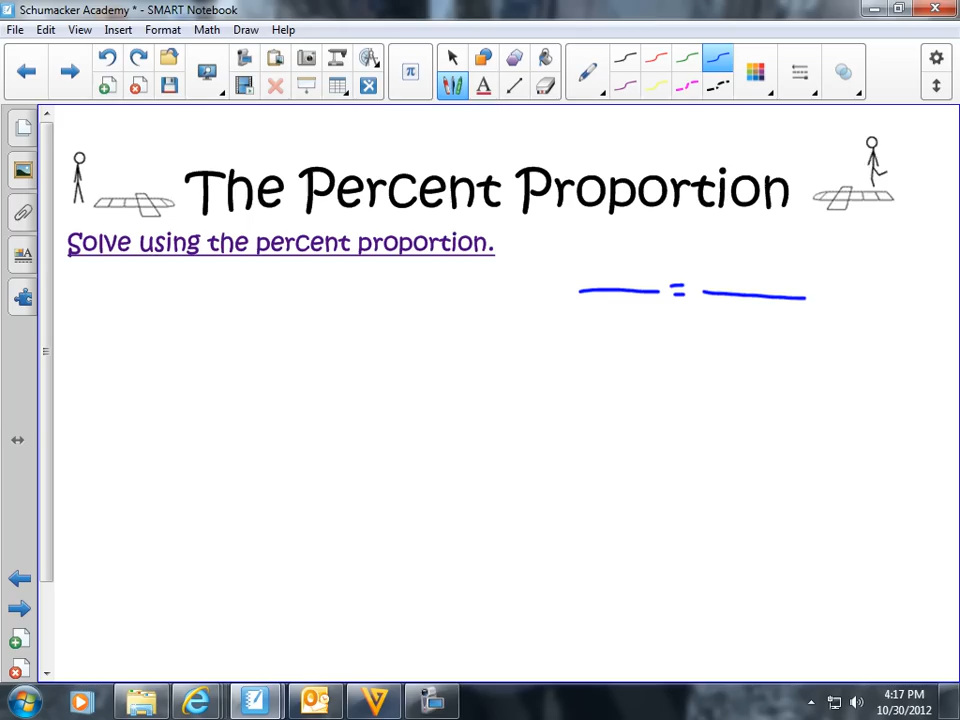 Schumacker Academy * - SMART Notebook
File Edit View Insert Format Math Draw Help
π
A
The Percent Proportion
Solve using the percent proportion.
=
4:17 PM
10/30/2012